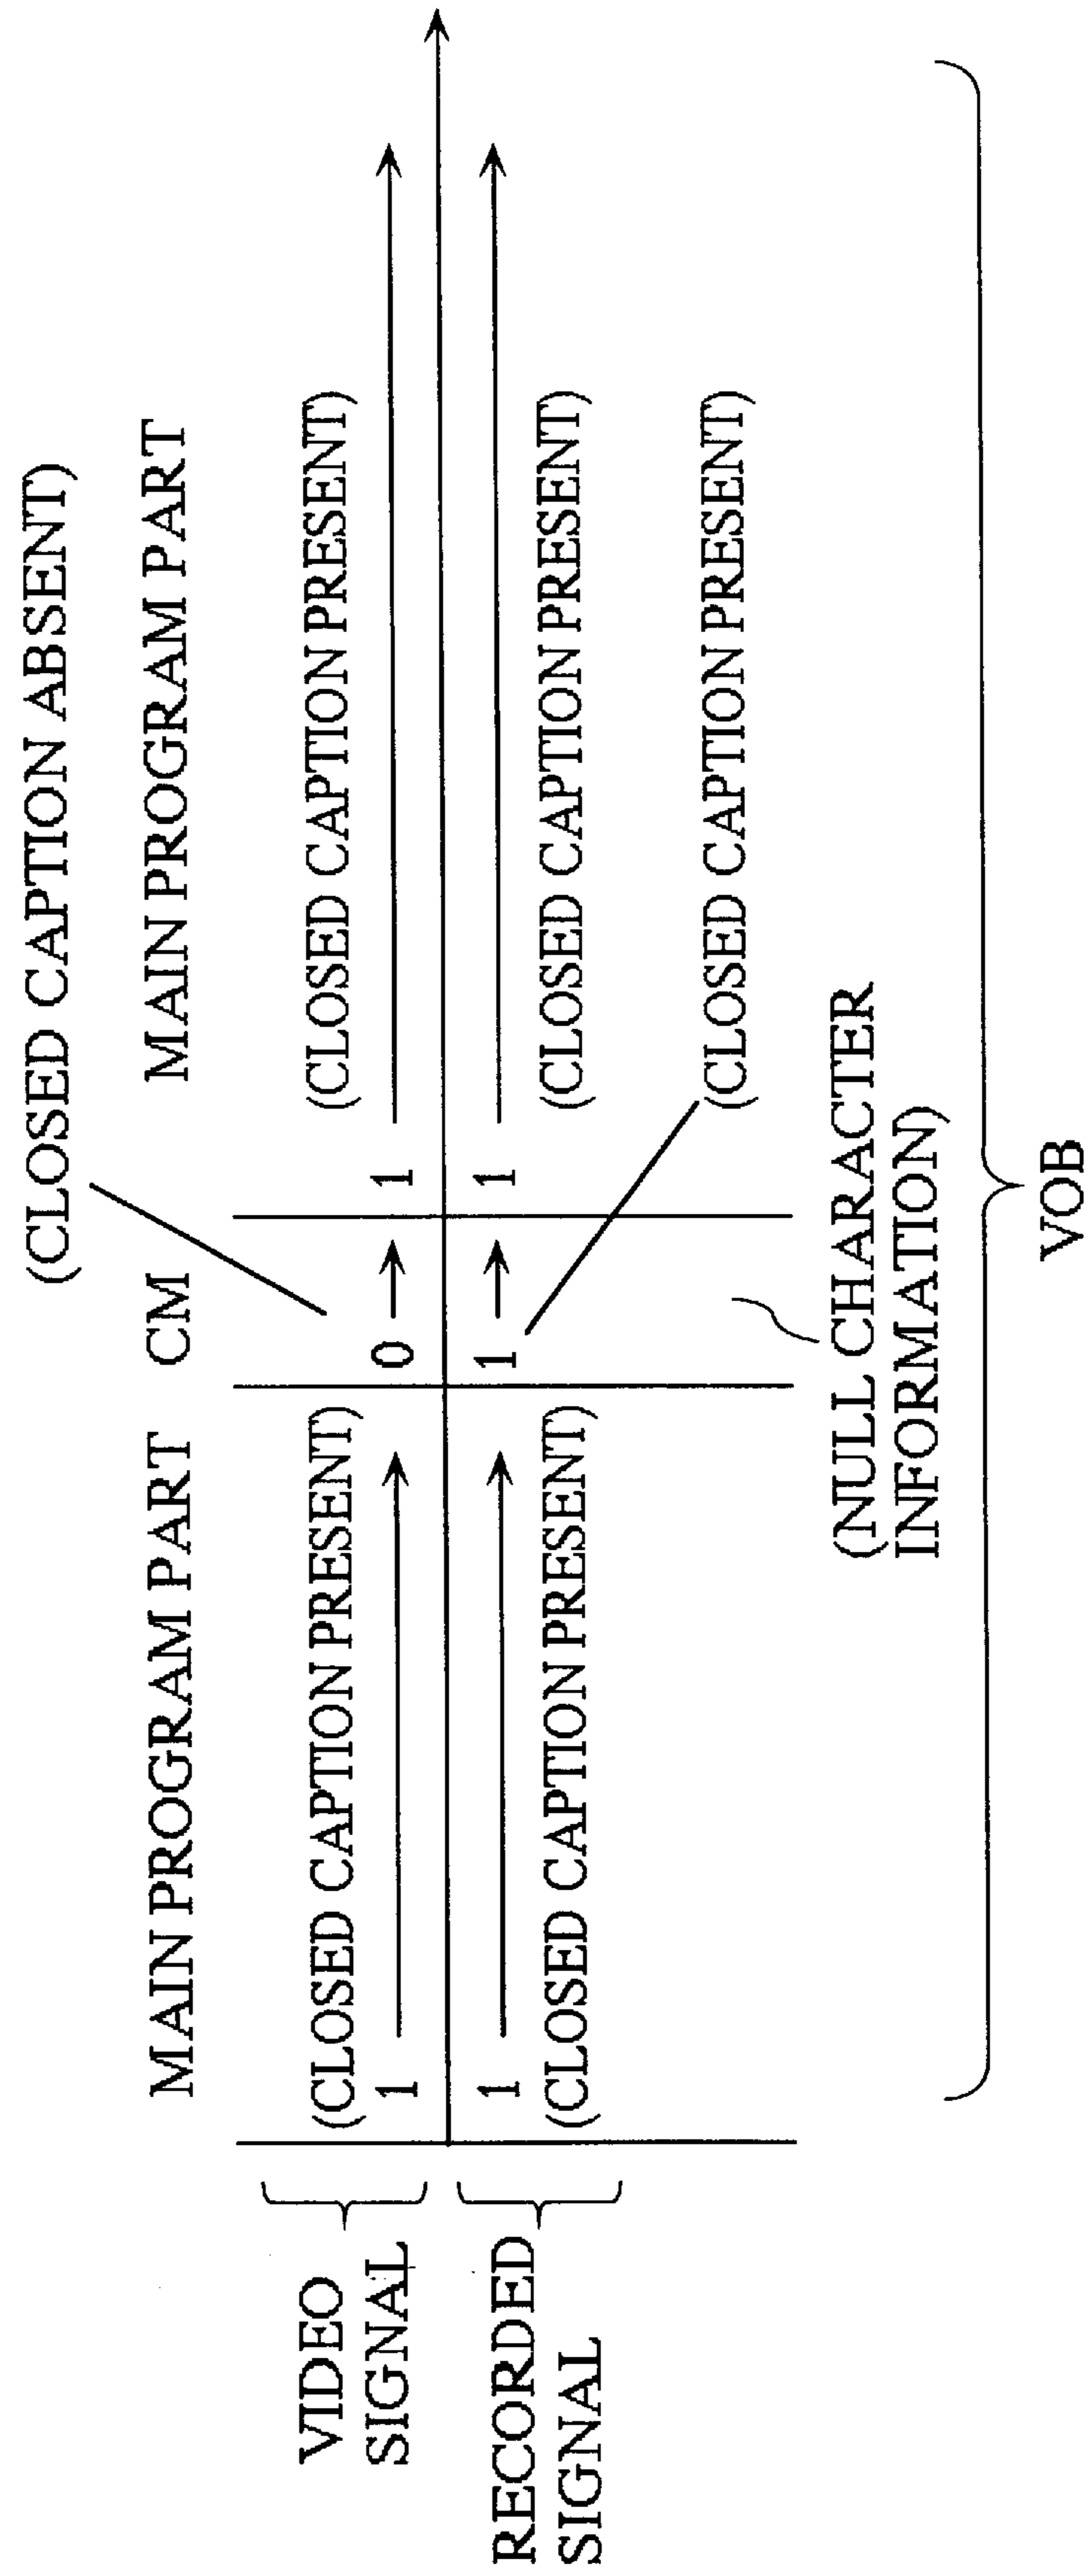 (CLOSED CAPTION ABSENT)
MAIN PROGRAM PART
CM
MAIN PROGRAM PART
VIDEO
SIGNAL
(CLOSED CAPTION PRESENT)
(CLOSED CAPTION PRESENT)
1
0
1
RECORDED
SIGNAL
1
1
1
(CLOSED CAPTION PRESENT)
(CLOSED CAPTION PRESENT)
(CLOSED CAPTION PRESENT)
(NULL CHARACTER
INFORMATION)
VOB